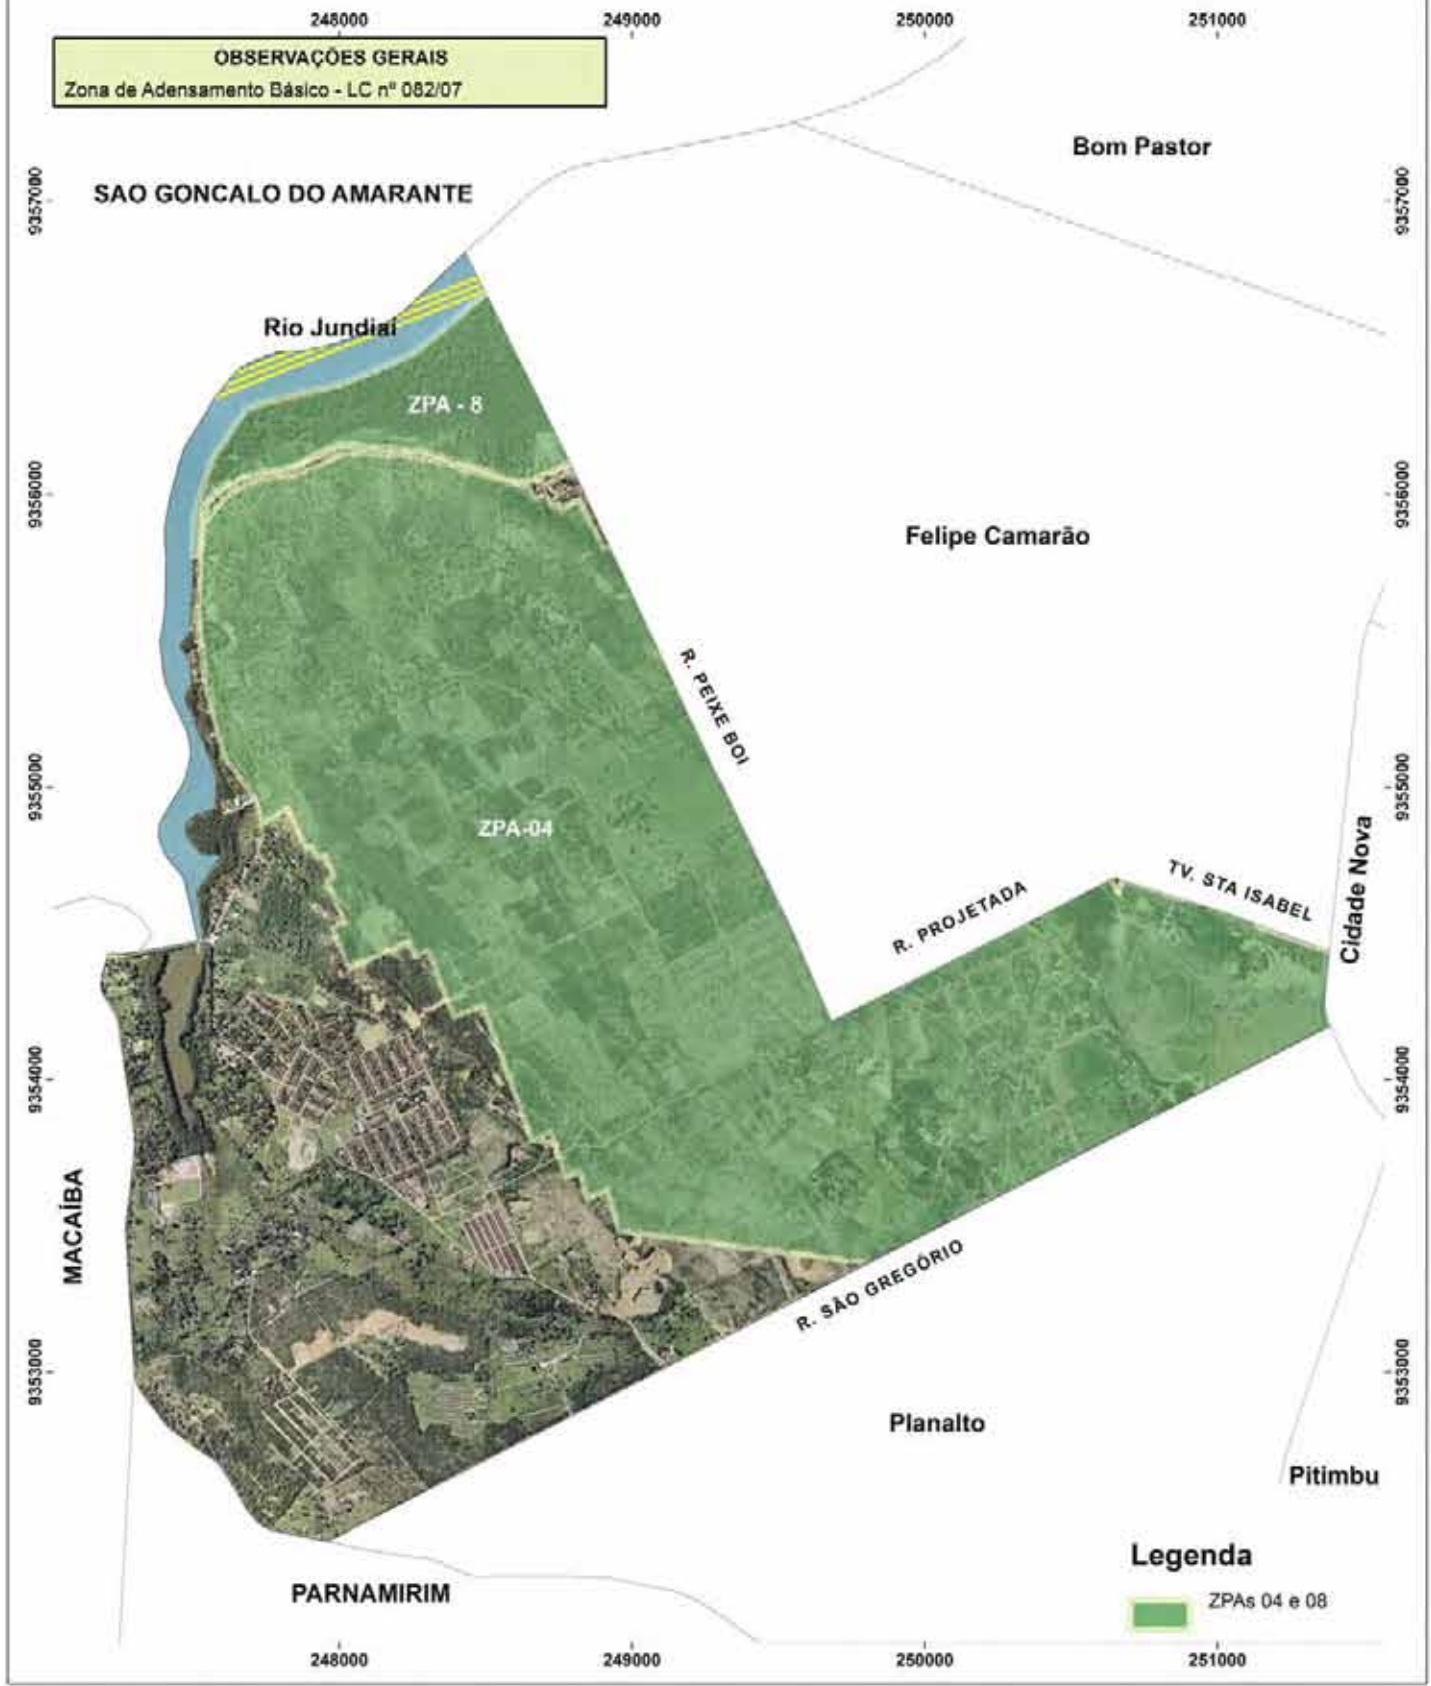 248000
249000
250000
251000
OBSERVAÇÕES GERAIS
Zona de Adensamento Básico - LC nº 082/07
Bom Pastor
SAO GONCALO DO AMARANTE
9357000
9357000
Rio Jundiaí
ZPA - 8
9356000
9356000
Felipe Camarão
R. PEIXE BOI
9355000
9355000
ZPA-04
R. PROJETADA
TV. STA ISABEL
Cidade Nova
9354000
9354000
MACAÍBA
R. SÃO GREGÓRIO
9353000
9353000
Planalto
Pitimbu
Legenda
ZPAs 04 e 08
PARNAMIRIM
248000
249000
250000
251000